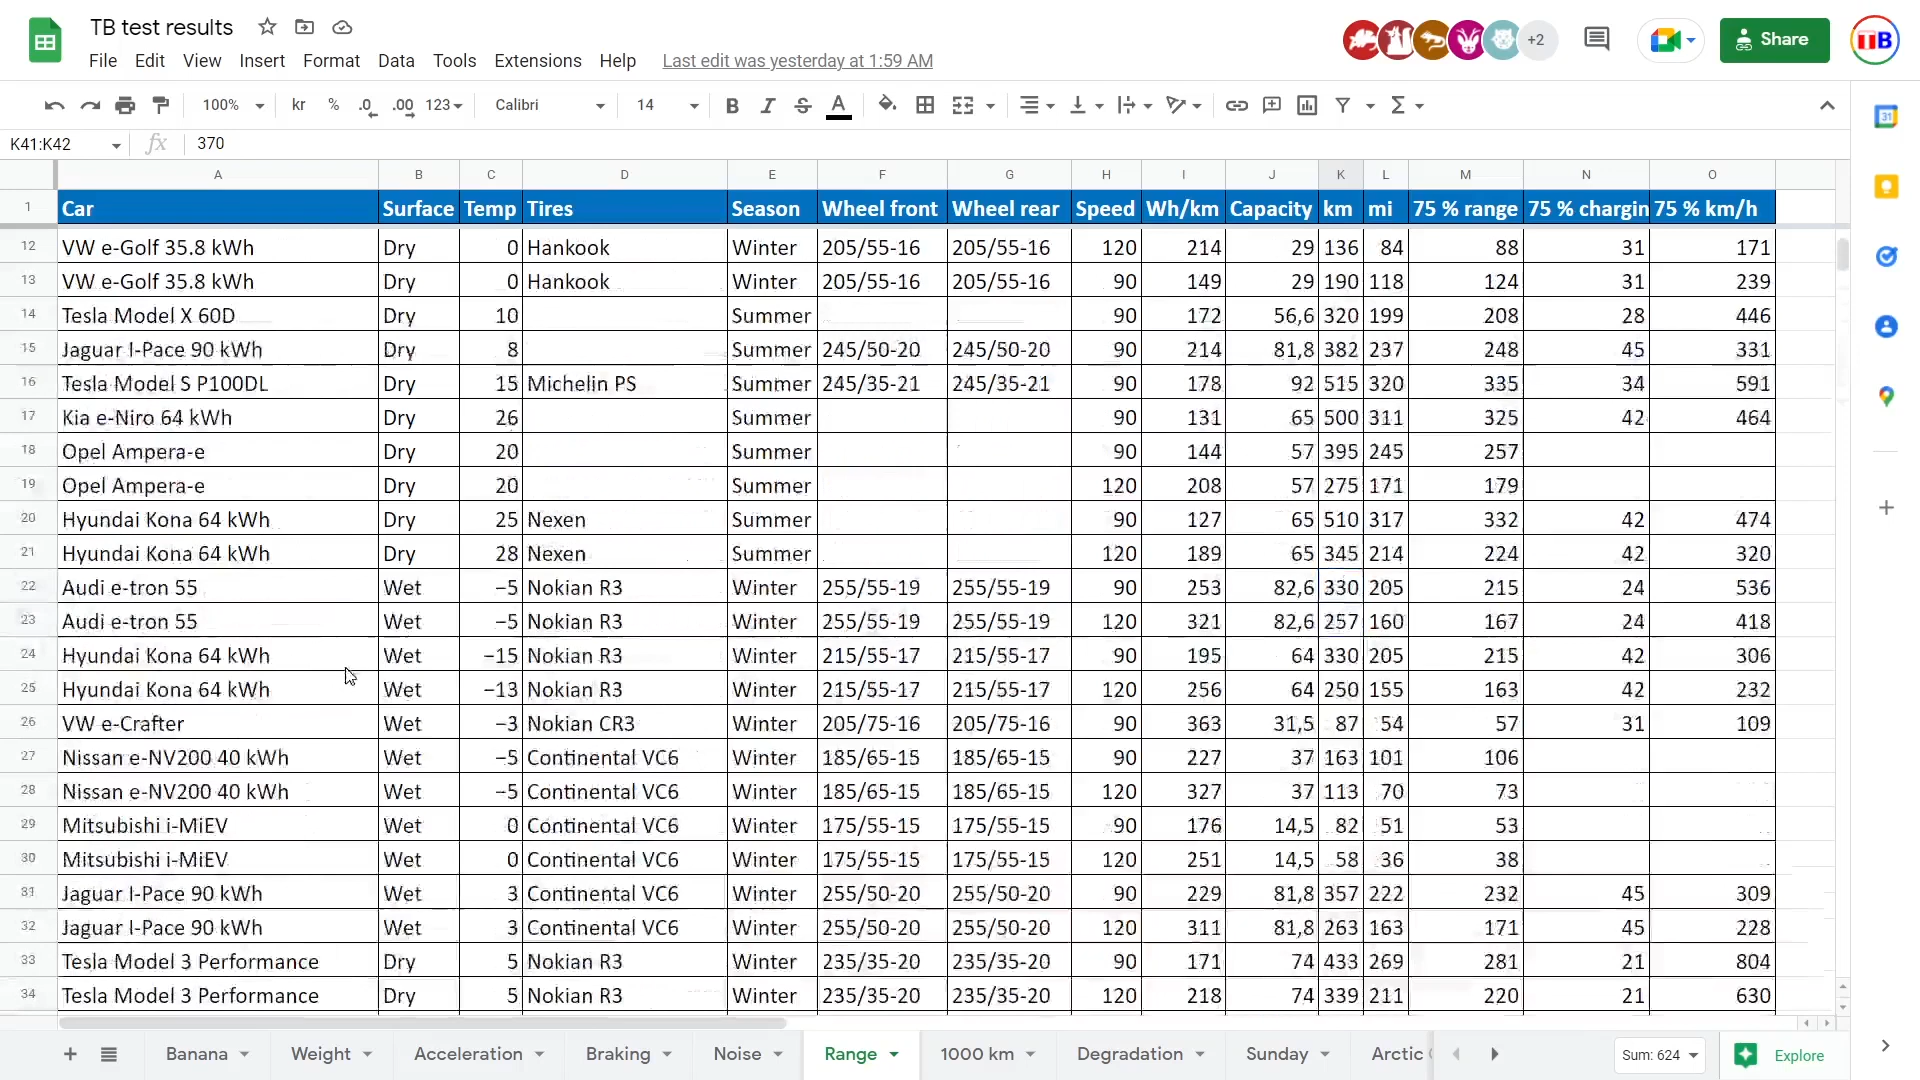 TB test results
File Edit View Insert Format Data Tools Extensions Help Last edit was yesterday at 1:59 AM
+2
Share
TB
100% kr % .0 .00 123 Calibri 14 B I S A
K41:K42 fx 370
A B C D E F G H I J K L M N O
1 Car Surface Temp Tires Season Wheel front Wheel rear Speed Wh/km Capacity km mi 75 % range 75 % chargin 75 % km/h
12 VW e-Golf 35.8 kWh Dry 0 Hankook Winter 205/55-16 205/55-16 120 214 29 136 84 88 31 171
13 VW e-Golf 35.8 kWh Dry 0 Hankook Winter 205/55-16 205/55-16 90 149 29 190 118 124 31 239
14 Tesla Model X 60D Dry 10 Summer 90 172 56,6 320 199 208 28 446
15 Jaguar I-Pace 90 kWh Dry 8 Summer 245/50-20 245/50-20 90 214 81,8 382 237 248 45 331
16 Tesla Model S P100DL Dry 15 Michelin PS Summer 245/35-21 245/35-21 90 178 92 515 320 335 34 591
17 Kia e-Niro 64 kWh Dry 26 Summer 90 131 65 500 311 325 42 464
18 Opel Ampera-e Dry 20 Summer 90 144 57 395 245 257
19 Opel Ampera-e Dry 20 Summer 120 208 57 275 171 179
20 Hyundai Kona 64 kWh Dry 25 Nexen Summer 90 127 65 510 317 332 42 474
21 Hyundai Kona 64 kWh Dry 28 Nexen Summer 120 189 65 345 214 224 42 320
22 Audi e-tron 55 Wet −5 Nokian R3 Winter 255/55-19 255/55-19 90 253 82,6 330 205 215 24 536
23 Audi e-tron 55 Wet −5 Nokian R3 Winter 255/55-19 255/55-19 120 321 82,6 257 160 167 24 418
24 Hyundai Kona 64 kWh Wet −15 Nokian R3 Winter 215/55-17 215/55-17 90 195 64 330 205 215 42 306
25 Hyundai Kona 64 kWh Wet −13 Nokian R3 Winter 215/55-17 215/55-17 120 256 64 250 155 163 42 232
26 VW e-Crafter Wet −3 Nokian CR3 Winter 205/75-16 205/75-16 90 363 31,5 87 54 57 31 109
27 Nissan e-NV200 40 kWh Wet −5 Continental VC6 Winter 185/65-15 185/65-15 90 227 37 163 101 106
28 Nissan e-NV200 40 kWh Wet −5 Continental VC6 Winter 185/65-15 185/65-15 120 327 37 113 70 73
29 Mitsubishi i-MiEV Wet 0 Continental VC6 Winter 175/55-15 175/55-15 90 176 14,5 82 51 53
30 Mitsubishi i-MiEV Wet 0 Continental VC6 Winter 175/55-15 175/55-15 120 251 14,5 58 36 38
31 Jaguar I-Pace 90 kWh Wet 3 Continental VC6 Winter 255/50-20 255/50-20 90 229 81,8 357 222 232 45 309
32 Jaguar I-Pace 90 kWh Wet 3 Continental VC6 Winter 255/50-20 255/50-20 120 311 81,8 263 163 171 45 228
33 Tesla Model 3 Performance Dry 5 Nokian R3 Winter 235/35-20 235/35-20 90 171 74 433 269 281 21 804
34 Tesla Model 3 Performance Dry 5 Nokian R3 Winter 235/35-20 235/35-20 120 218 74 339 211 220 21 630
Banana Weight Acceleration Braking Noise Range 1000 km Degradation Sunday Arctic Sum: 624 Explore